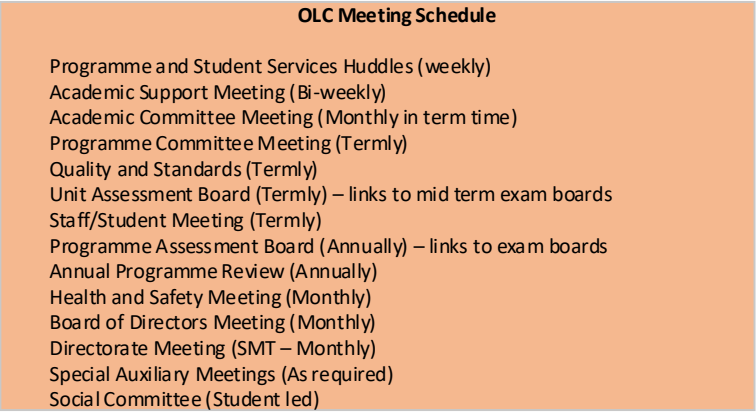 OLC Meeting Schedule
Programme and Student Services Huddles (weekly)
Academic Support Meeting (Bi-weekly)
Academic Committee Meeting (Monthly in term time)
Programme Committee Meeting (Termly)
Quality and Standards (Termly)
Unit Assessment Board (Termly) – links to mid term exam boards
Staff/Student Meeting (Termly)
Programme Assessment Board (Annually) – links to exam boards
Annual Programme Review (Annually)
Health and Safety Meeting (Monthly)
Board of Directors Meeting (Monthly)
Directorate Meeting (SMT – Monthly)
Special Auxiliary Meetings (As required)
Social Committee (Student led)